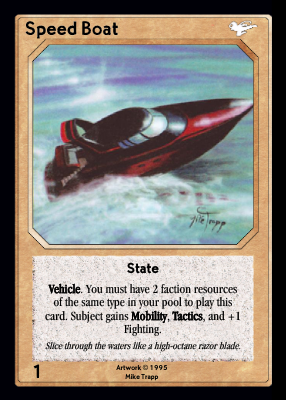 Speed Boat
Mike Trapp
State
Vehicle. You must have 2 faction resources
of the same type in your pool to play this
card. Subject gains Mobility, Tactics, and +1
Fighting.
Slice through the waters like a high-octane razor blade.
1
Artwork © 1995
Mike Trapp